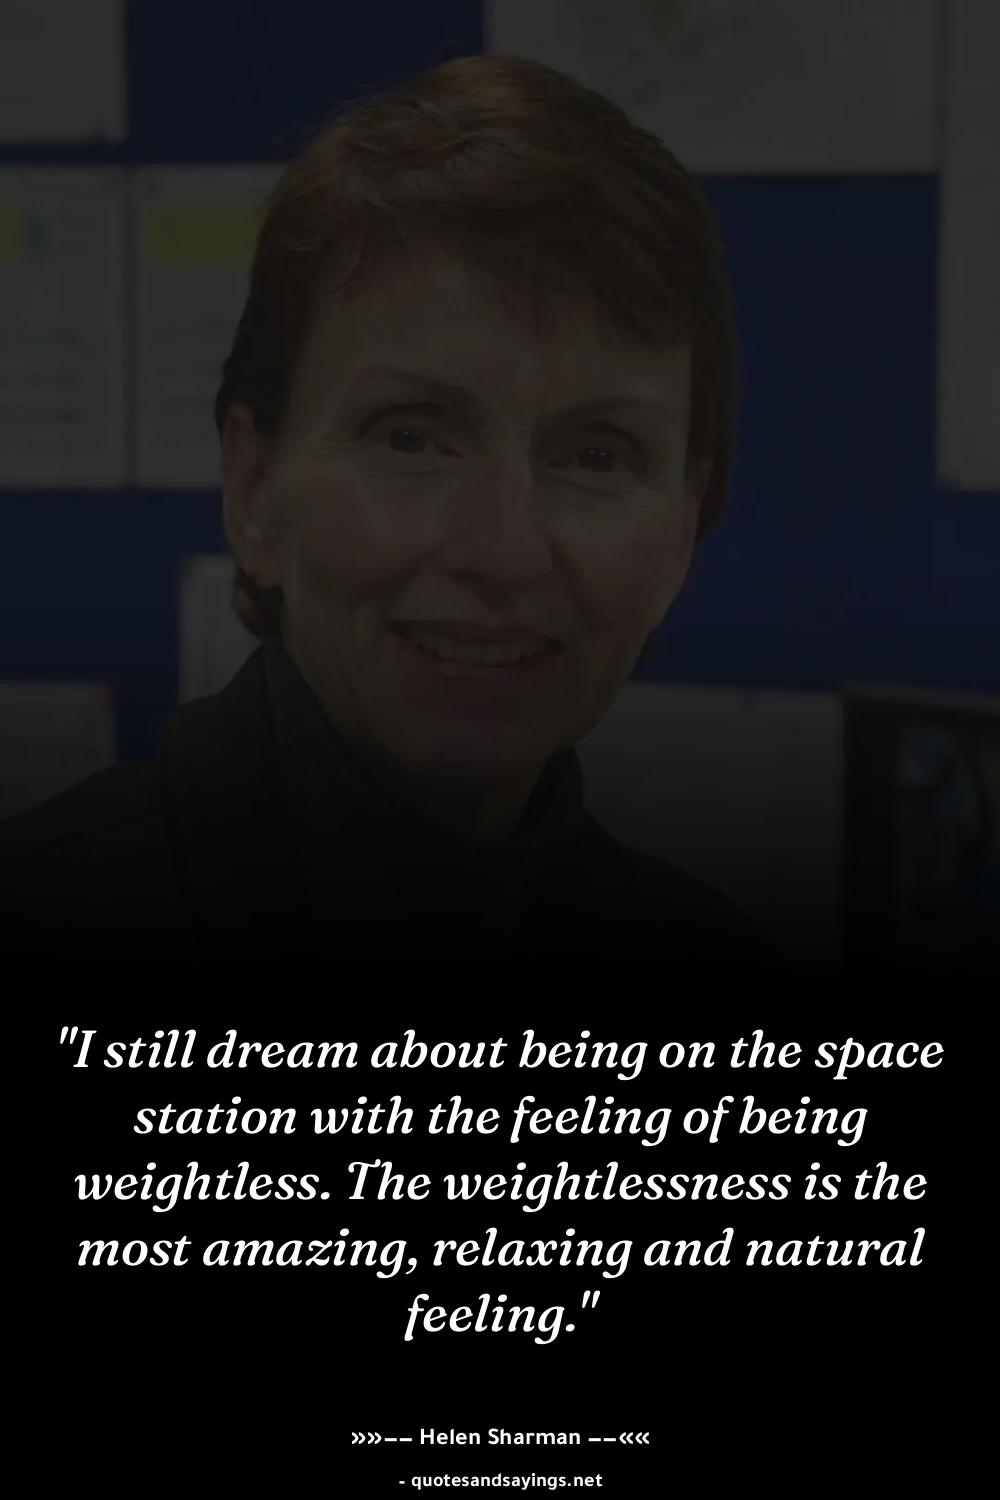 "I still dream about being on the space
station with the feeling of being
weightless. The weightlessness is the
most amazing, relaxing and natural
feeling."
»»–– Helen Sharman ––««
- quotesandsayings.net